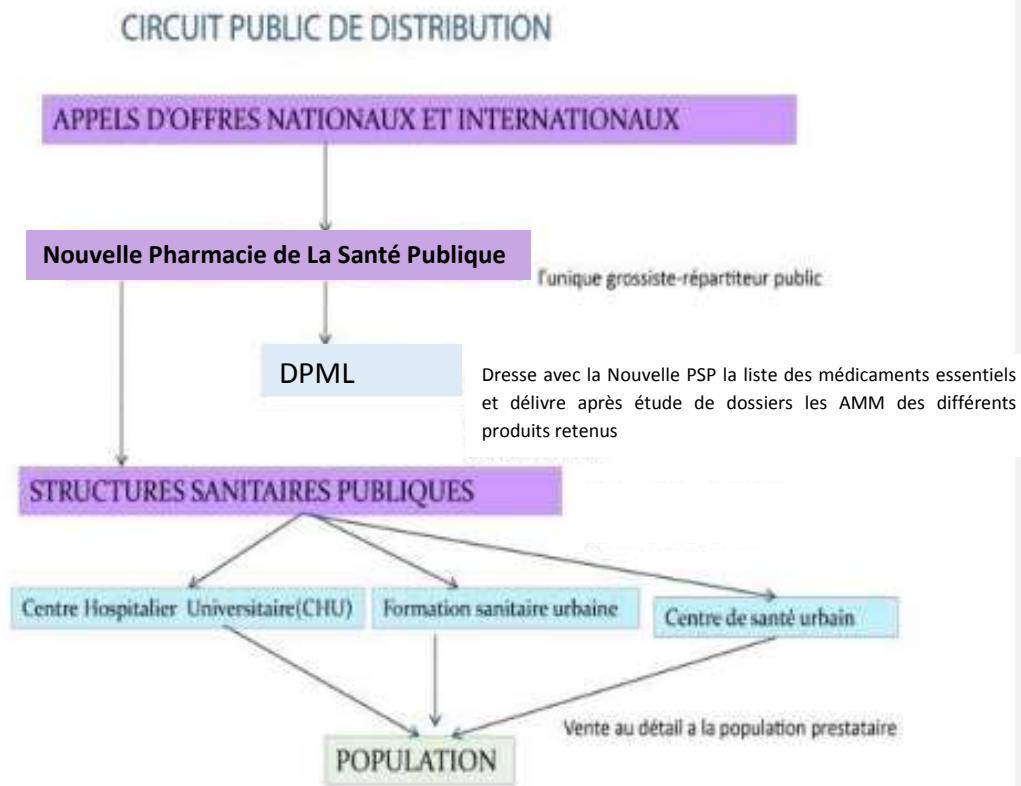 CIRCUIT PUBLIC DE DISTRIBUTION
APPELS D'OFFRES NATIONAUX ET INTERNATIONAUX
Nouvelle Pharmacie de La Santé Publique
l'unique grossiste-répartiteur public
DPML
Dresse avec la Nouvelle PSP la liste des médicaments essentiels
et délivre après étude de dossiers les AMM des différents
produits retenus
STRUCTURES SANITAIRES PUBLIQUES
Centre Hospitalier Universitaire(CHU)
Formation sanitaire urbaine
Centre de santé urbain
Vente au détail a la population prestataire
POPULATION